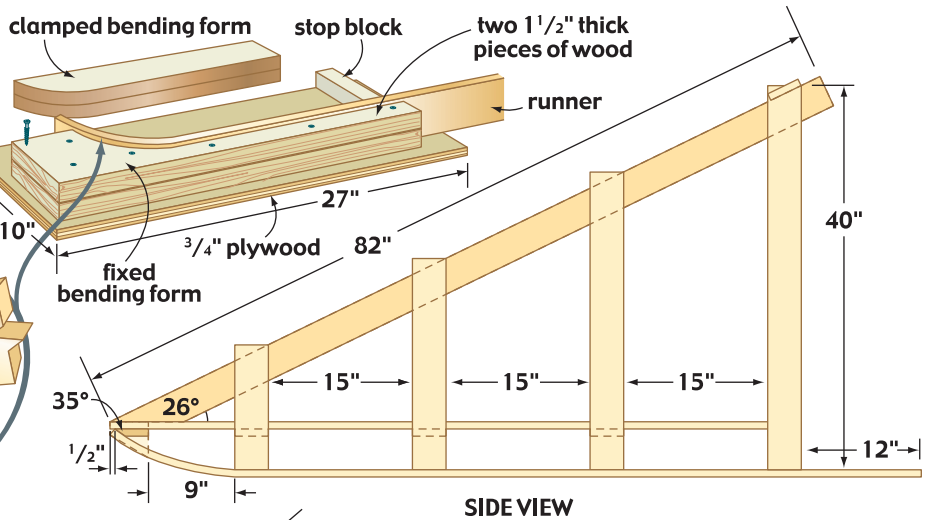 clamped bending form
stop block
two 1 1/2" thick
pieces of wood
runner
10"
27"
3/4" plywood
fixed
bending form
82"
40"
15"
15"
15"
35°
26°
1/2"
9"
12"
SIDE VIEW